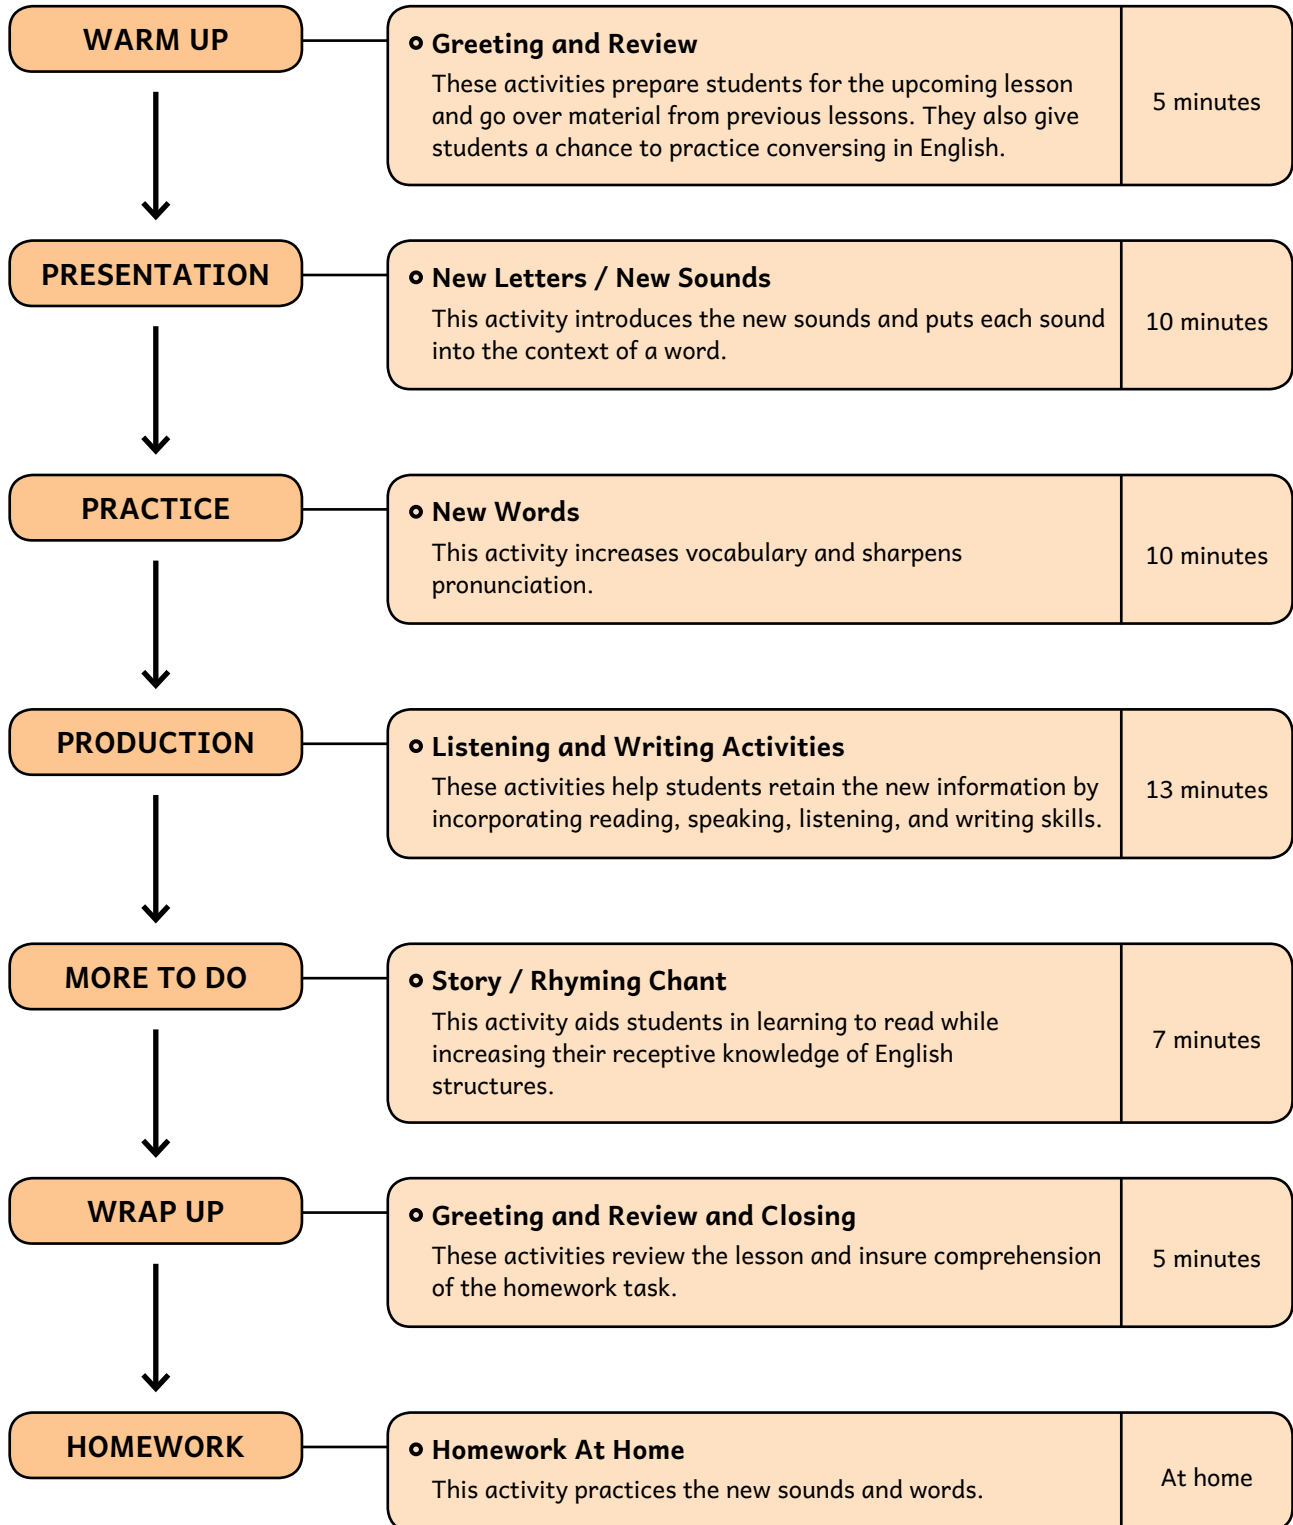 WARM UP
Greeting and Review
These activities prepare students for the upcoming lesson
and go over material from previous lessons. They also give
students a chance to practice conversing in English.
5 minutes
PRESENTATION
New Letters / New Sounds
This activity introduces the new sounds and puts each sound
into the context of a word.
10 minutes
PRACTICE
New Words
This activity increases vocabulary and sharpens
pronunciation.
10 minutes
PRODUCTION
Listening and Writing Activities
These activities help students retain the new information by
incorporating reading, speaking, listening, and writing skills.
13 minutes
MORE TO DO
Story / Rhyming Chant
This activity aids students in learning to read while
increasing their receptive knowledge of English
structures.
7 minutes
WRAP UP
Greeting and Review and Closing
These activities review the lesson and insure comprehension
of the homework task.
5 minutes
HOMEWORK
Homework At Home
This activity practices the new sounds and words.
At home